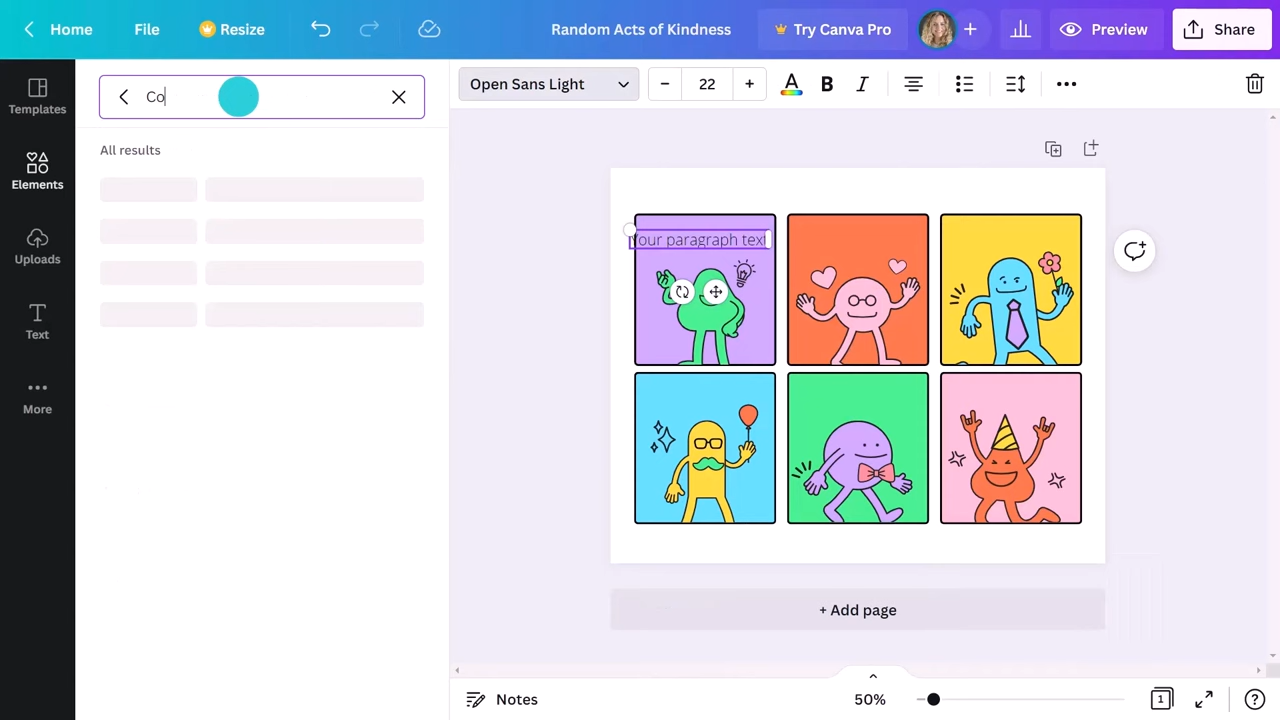 Home
File
Resize
Random Acts of Kindness
Try Canva Pro
Preview
Share
Templates
Elements
Uploads
Text
More
Co
All results
Open Sans Light
22
A
B
I
Your paragraph text
+ Add page
Notes
50%
1